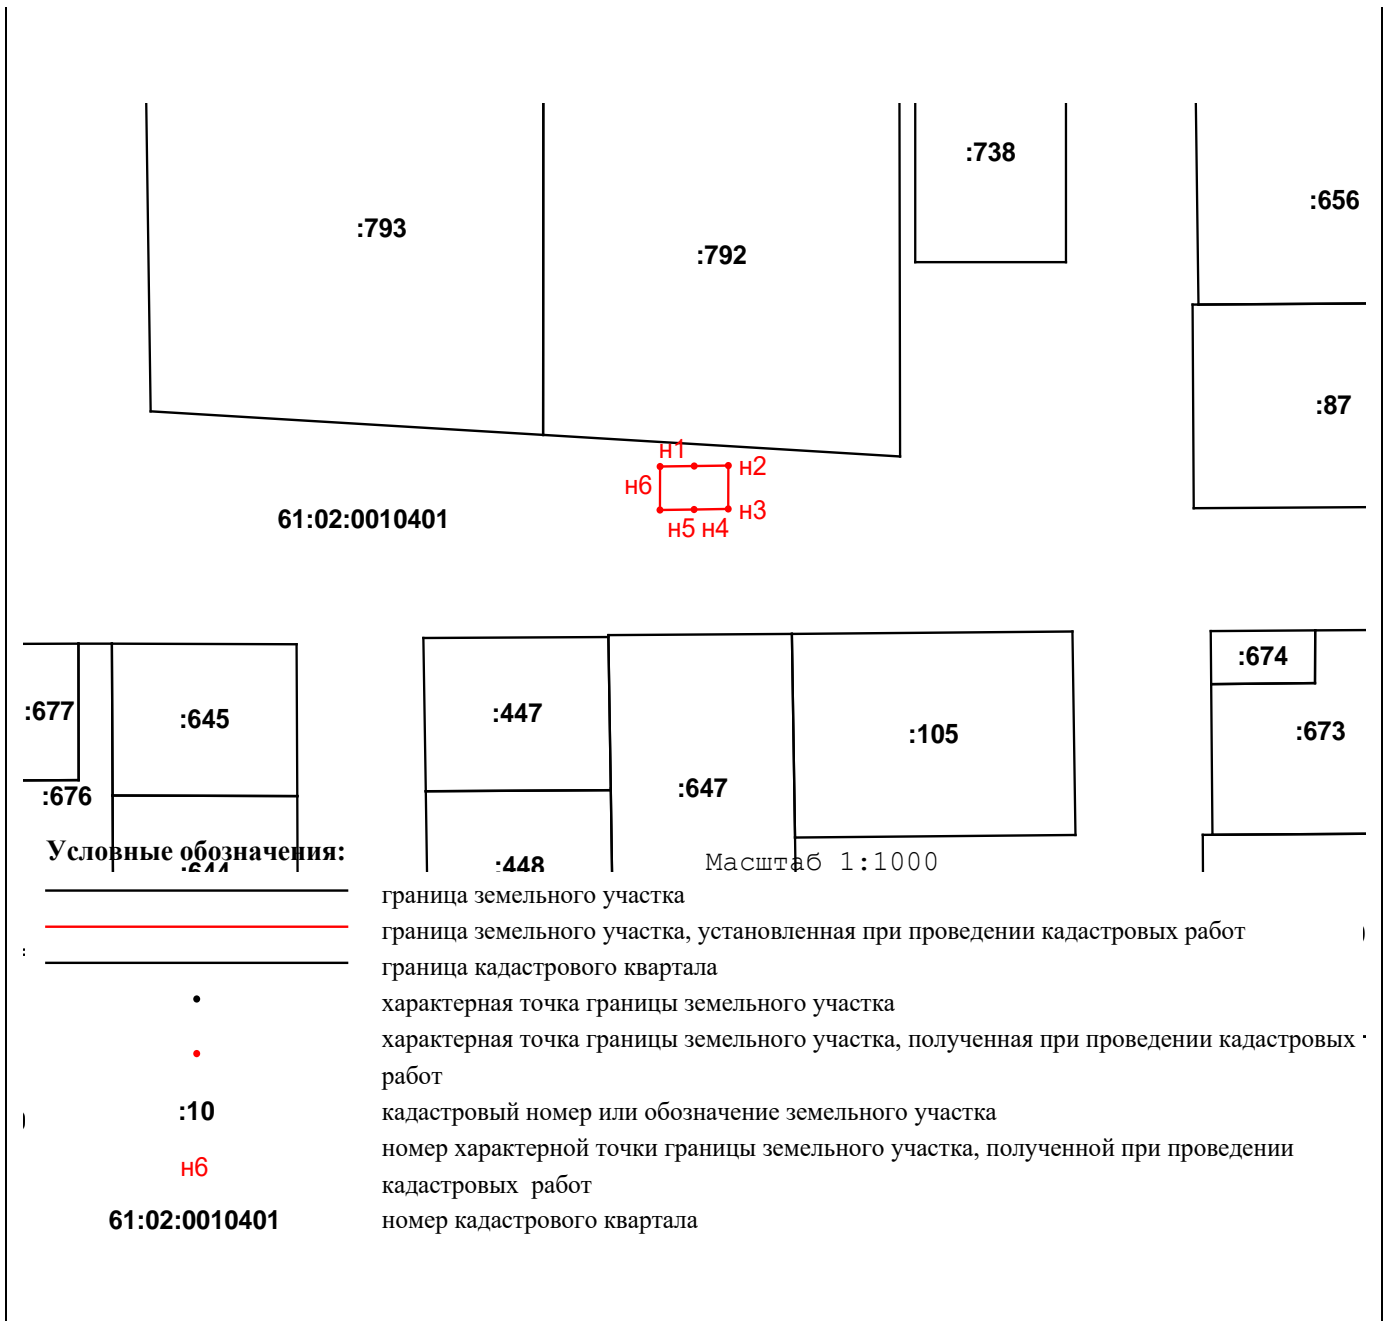 :738
:656
:793
:792
:87
н1
н2
н6
н3
61:02:0010401
н5 н4
:674
:677
:645
:447
:105
:673
:647
:676
Условные обозначения:
:644
:448
Масштаб 1:1000
граница земельного участка
граница земельного участка, установленная при проведении кадастровых работ
граница кадастрового квартала
характерная точка границы земельного участка
характерная точка границы земельного участка, полученная при проведении кадастровых
работ
:10
кадастровый номер или обозначение земельного участка
номер характерной точки границы земельного участка, полученной при проведении
н6
кадастровых работ
61:02:0010401
номер кадастрового квартала